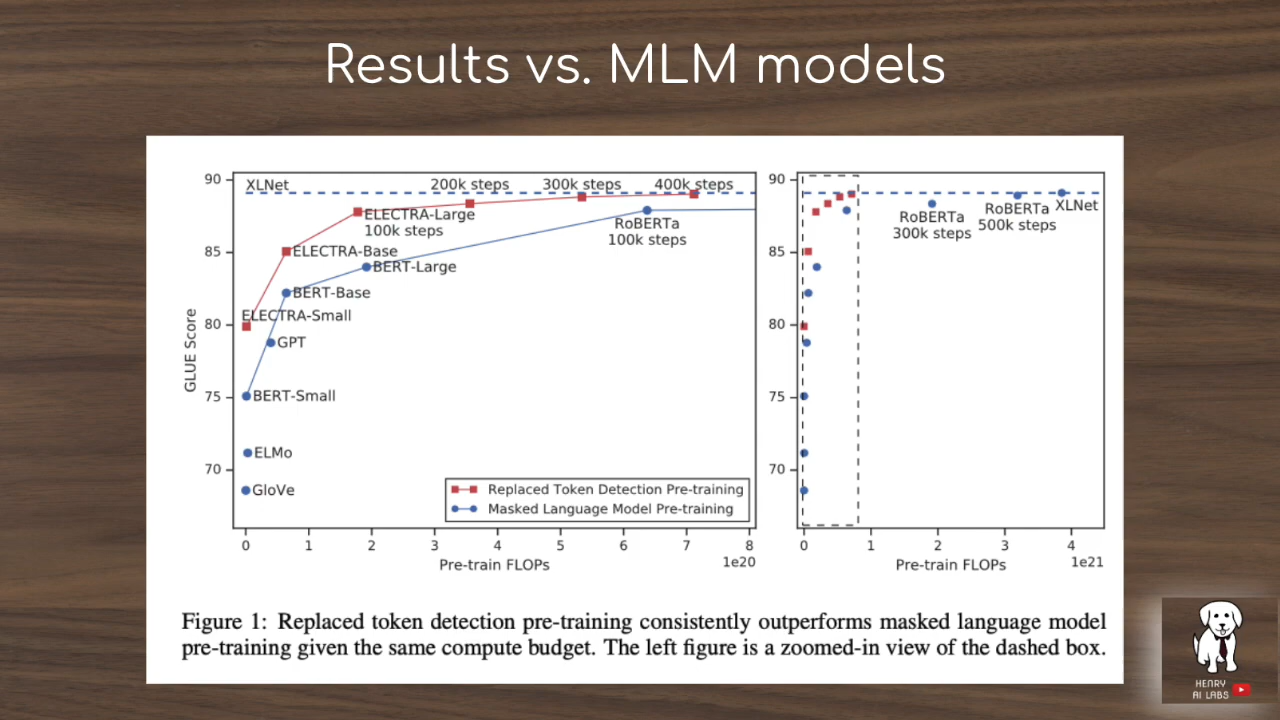 Results vs. MLM models
90
85
80
75
70
GLUE Score
XLNet
200k steps
300k steps
400k steps
ELECTRA-Large
100k steps
RoBERTa
100k steps
ELECTRA-Base
BERT-Large
BERT-Base
ELECTRA-Small
GPT
BERT-Small
ELMo
GloVe
Replaced Token Detection Pre-training
Masked Language Model Pre-training
0 1 2 3 4 5 6 7 8
1e20
Pre-train FLOPs
90
85
80
75
70
RoBERTa
300k steps
RoBERTa
500k steps
XLNet
0 1 2 3 4
1e21
Pre-train FLOPs
Figure 1: Replaced token detection pre-training consistently outperforms masked language model
pre-training given the same compute budget. The left figure is a zoomed-in view of the dashed box.
HENRY
AI LABS